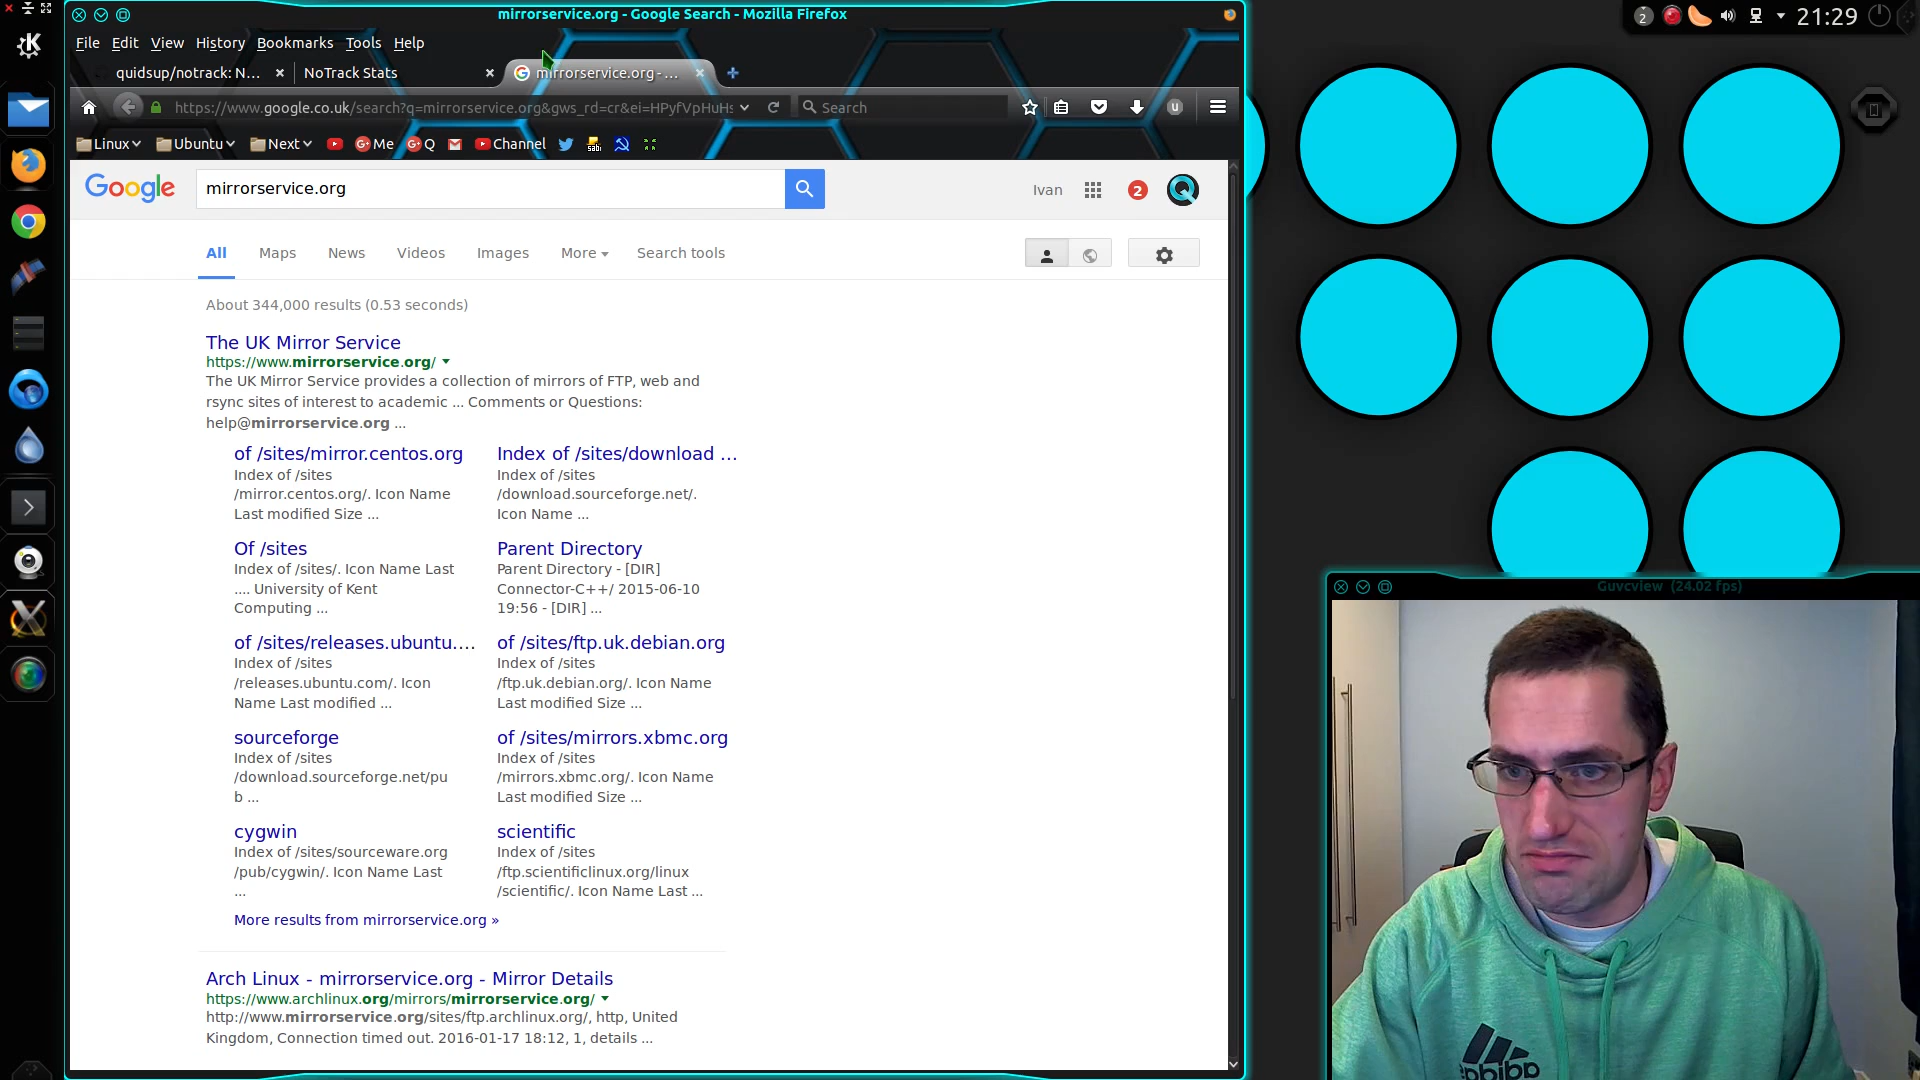 mirrorservice.org - Google Search - Mozilla Firefox
2
21:29
File Edit View History Bookmarks Tools Help
quidsup/notrack: N...
NoTrack Stats
mirrorservice.org - ...
https://www.google.co.uk/search?q=mirrorservice.org&gws_rd=cr&ei=HPyfVpHuHs
Search
Linux
Ubuntu
Next
G+ Me
G+ Q
Channel
Google
mirrorservice.org
Ivan
2
All Maps News Videos Images More Search tools
About 344,000 results (0.53 seconds)
The UK Mirror Service
https://www.mirrorservice.org/
The UK Mirror Service provides a collection of mirrors of FTP, web and
rsync sites of interest to academic ... Comments or Questions:
help@mirrorservice.org ...
of /sites/mirror.centos.org
Index of /sites
/mirror.centos.org/. Icon Name
Last modified Size ...
Index of /sites/download ...
Index of /sites
/download.sourceforge.net/.
Icon Name ...
Of /sites
Index of /sites/. Icon Name Last
.... University of Kent
Computing ...
Parent Directory
Parent Directory - [DIR]
Connector-C++/ 2015-06-10
19:56 - [DIR] ...
of /sites/releases.ubuntu....
Index of /sites
/releases.ubuntu.com/. Icon
Name Last modified ...
of /sites/ftp.uk.debian.org
Index of /sites
/ftp.uk.debian.org/. Icon Name
Last modified Size ...
sourceforge
Index of /sites
/download.sourceforge.net/pu
b ...
of /sites/mirrors.xbmc.org
Index of /sites
/mirrors.xbmc.org/. Icon Name
Last modified Size ...
cygwin
Index of /sites/sourceware.org
/pub/cygwin/. Icon Name Last
...
scientific
Index of /sites
/ftp.scientificlinux.org/linux
/scientific/. Icon Name Last ...
More results from mirrorservice.org »
Arch Linux - mirrorservice.org - Mirror Details
https://www.archlinux.org/mirrors/mirrorservice.org/
http://www.mirrorservice.org/sites/ftp.archlinux.org/, http, United
Kingdom, Connection timed out. 2016-01-17 18:12, 1, details ...
Guvcview (24.02 fps)
adidas